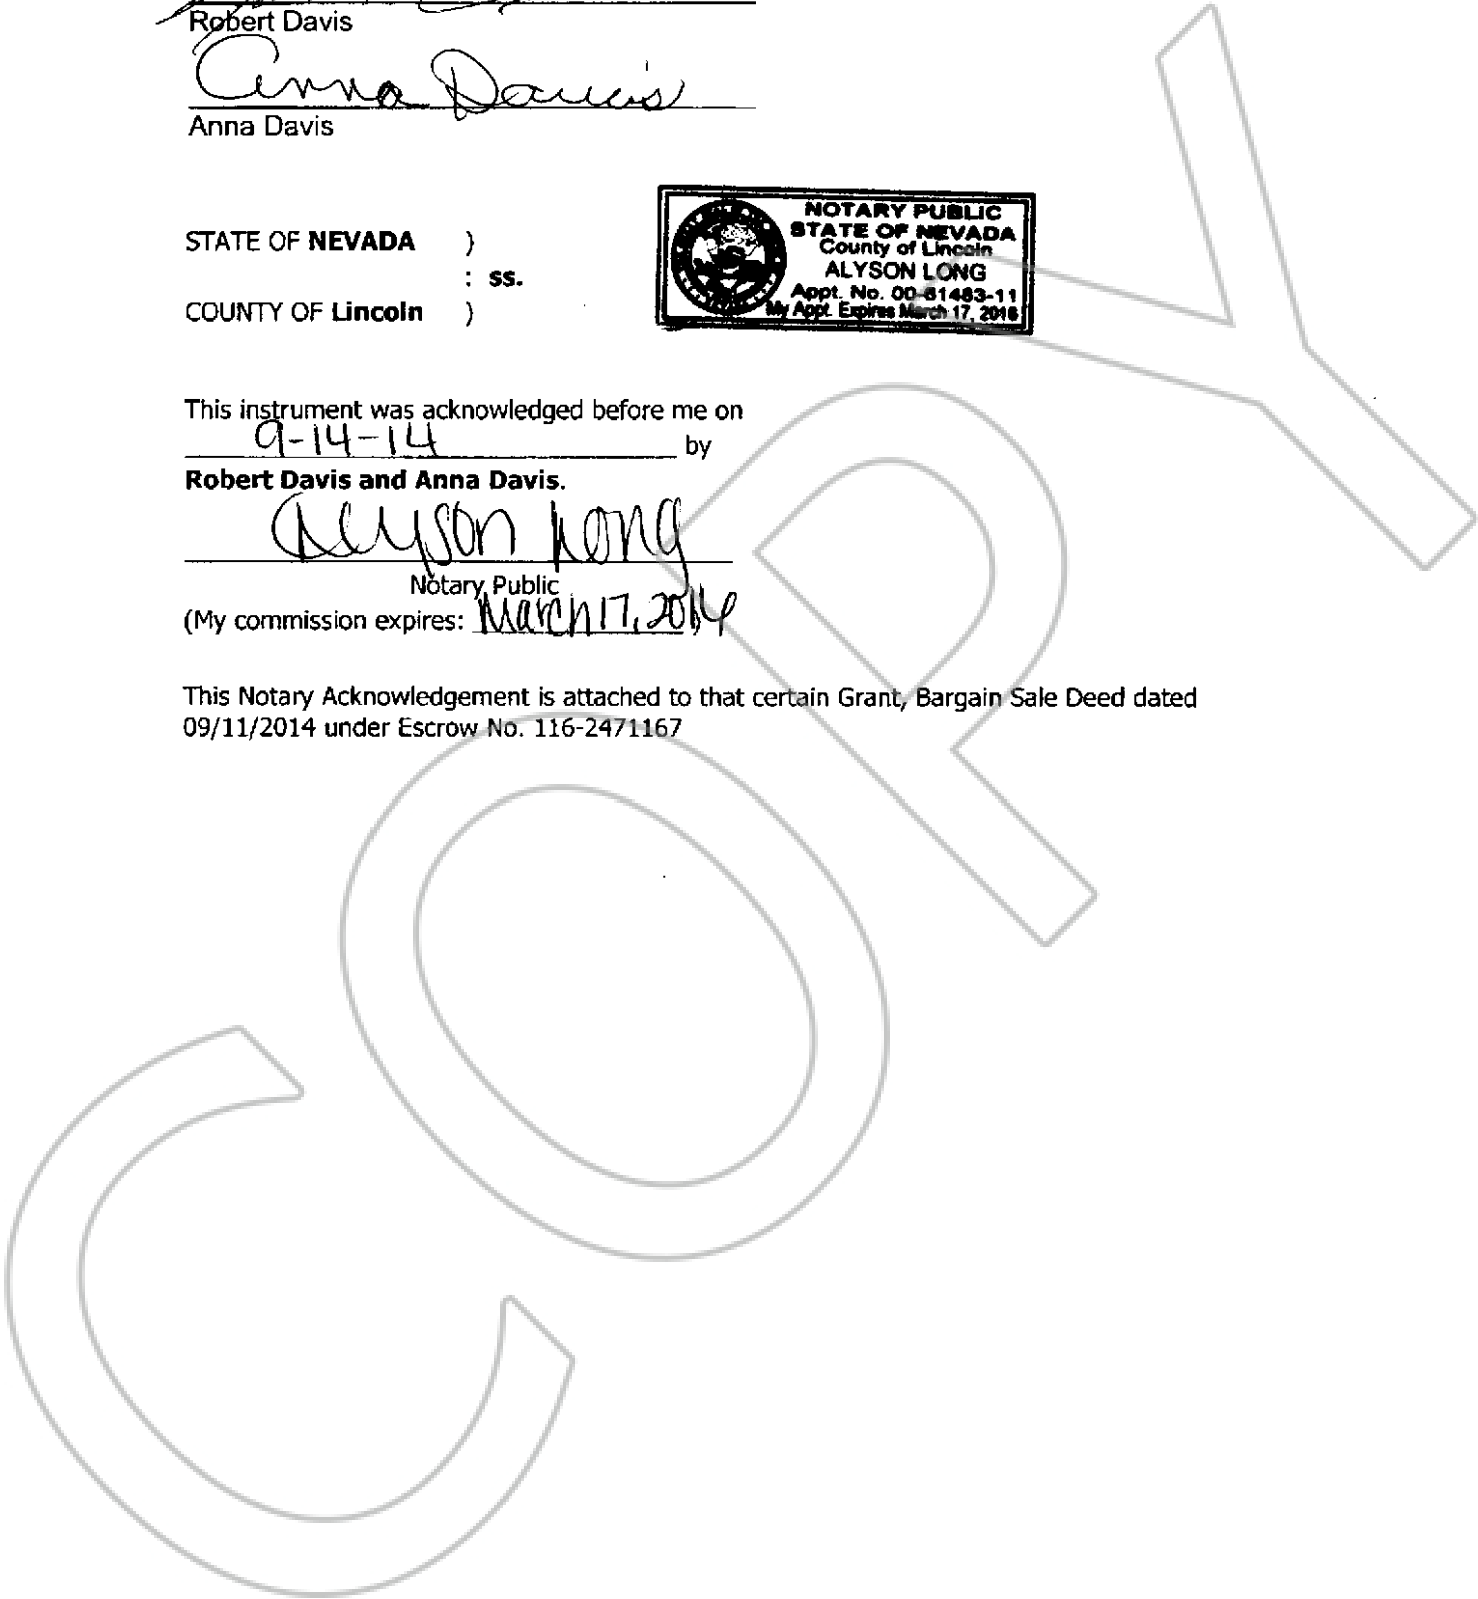 Robert Davis
Anna Davis
Anna Davis
STATE OF NEVADA )
: ss.
COUNTY OF Lincoln )
NOTARY PUBLIC
STATE OF NEVADA
County of Lincoln
ALYSON LONG
Appt. No. 00-61483-11
My Appt. Expires March 17, 2016
This instrument was acknowledged before me on
9-14-14 by
Robert Davis and Anna Davis.
Alyson Long
Notary Public
(My commission expires: March 17, 2016
This Notary Acknowledgement is attached to that certain Grant, Bargain Sale Deed dated
09/11/2014 under Escrow No. 116-2471167
COPY